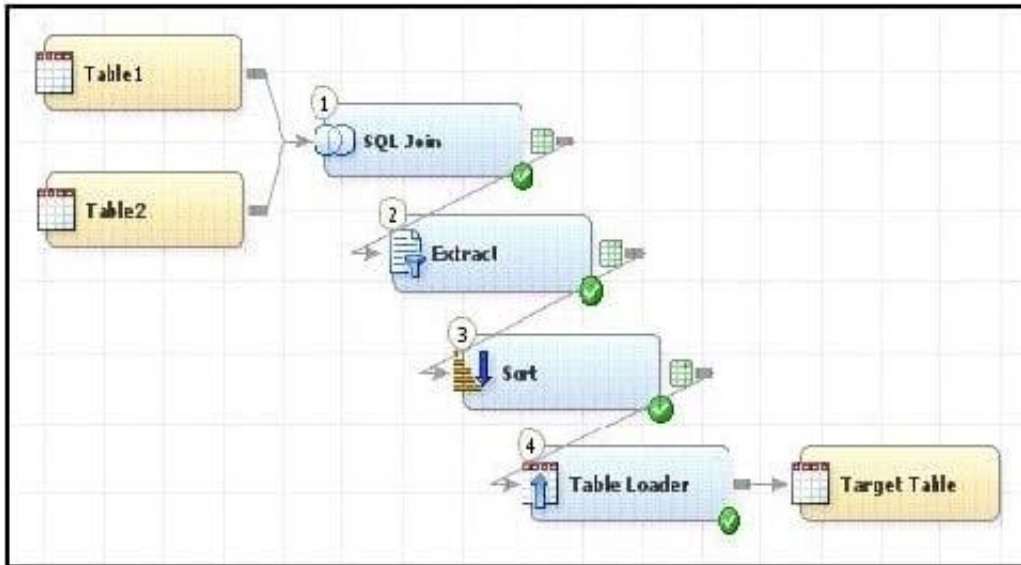 Table1
1
SQL Join
Table2
2
Extract
3
Sort
4
Table Loader
Target Table